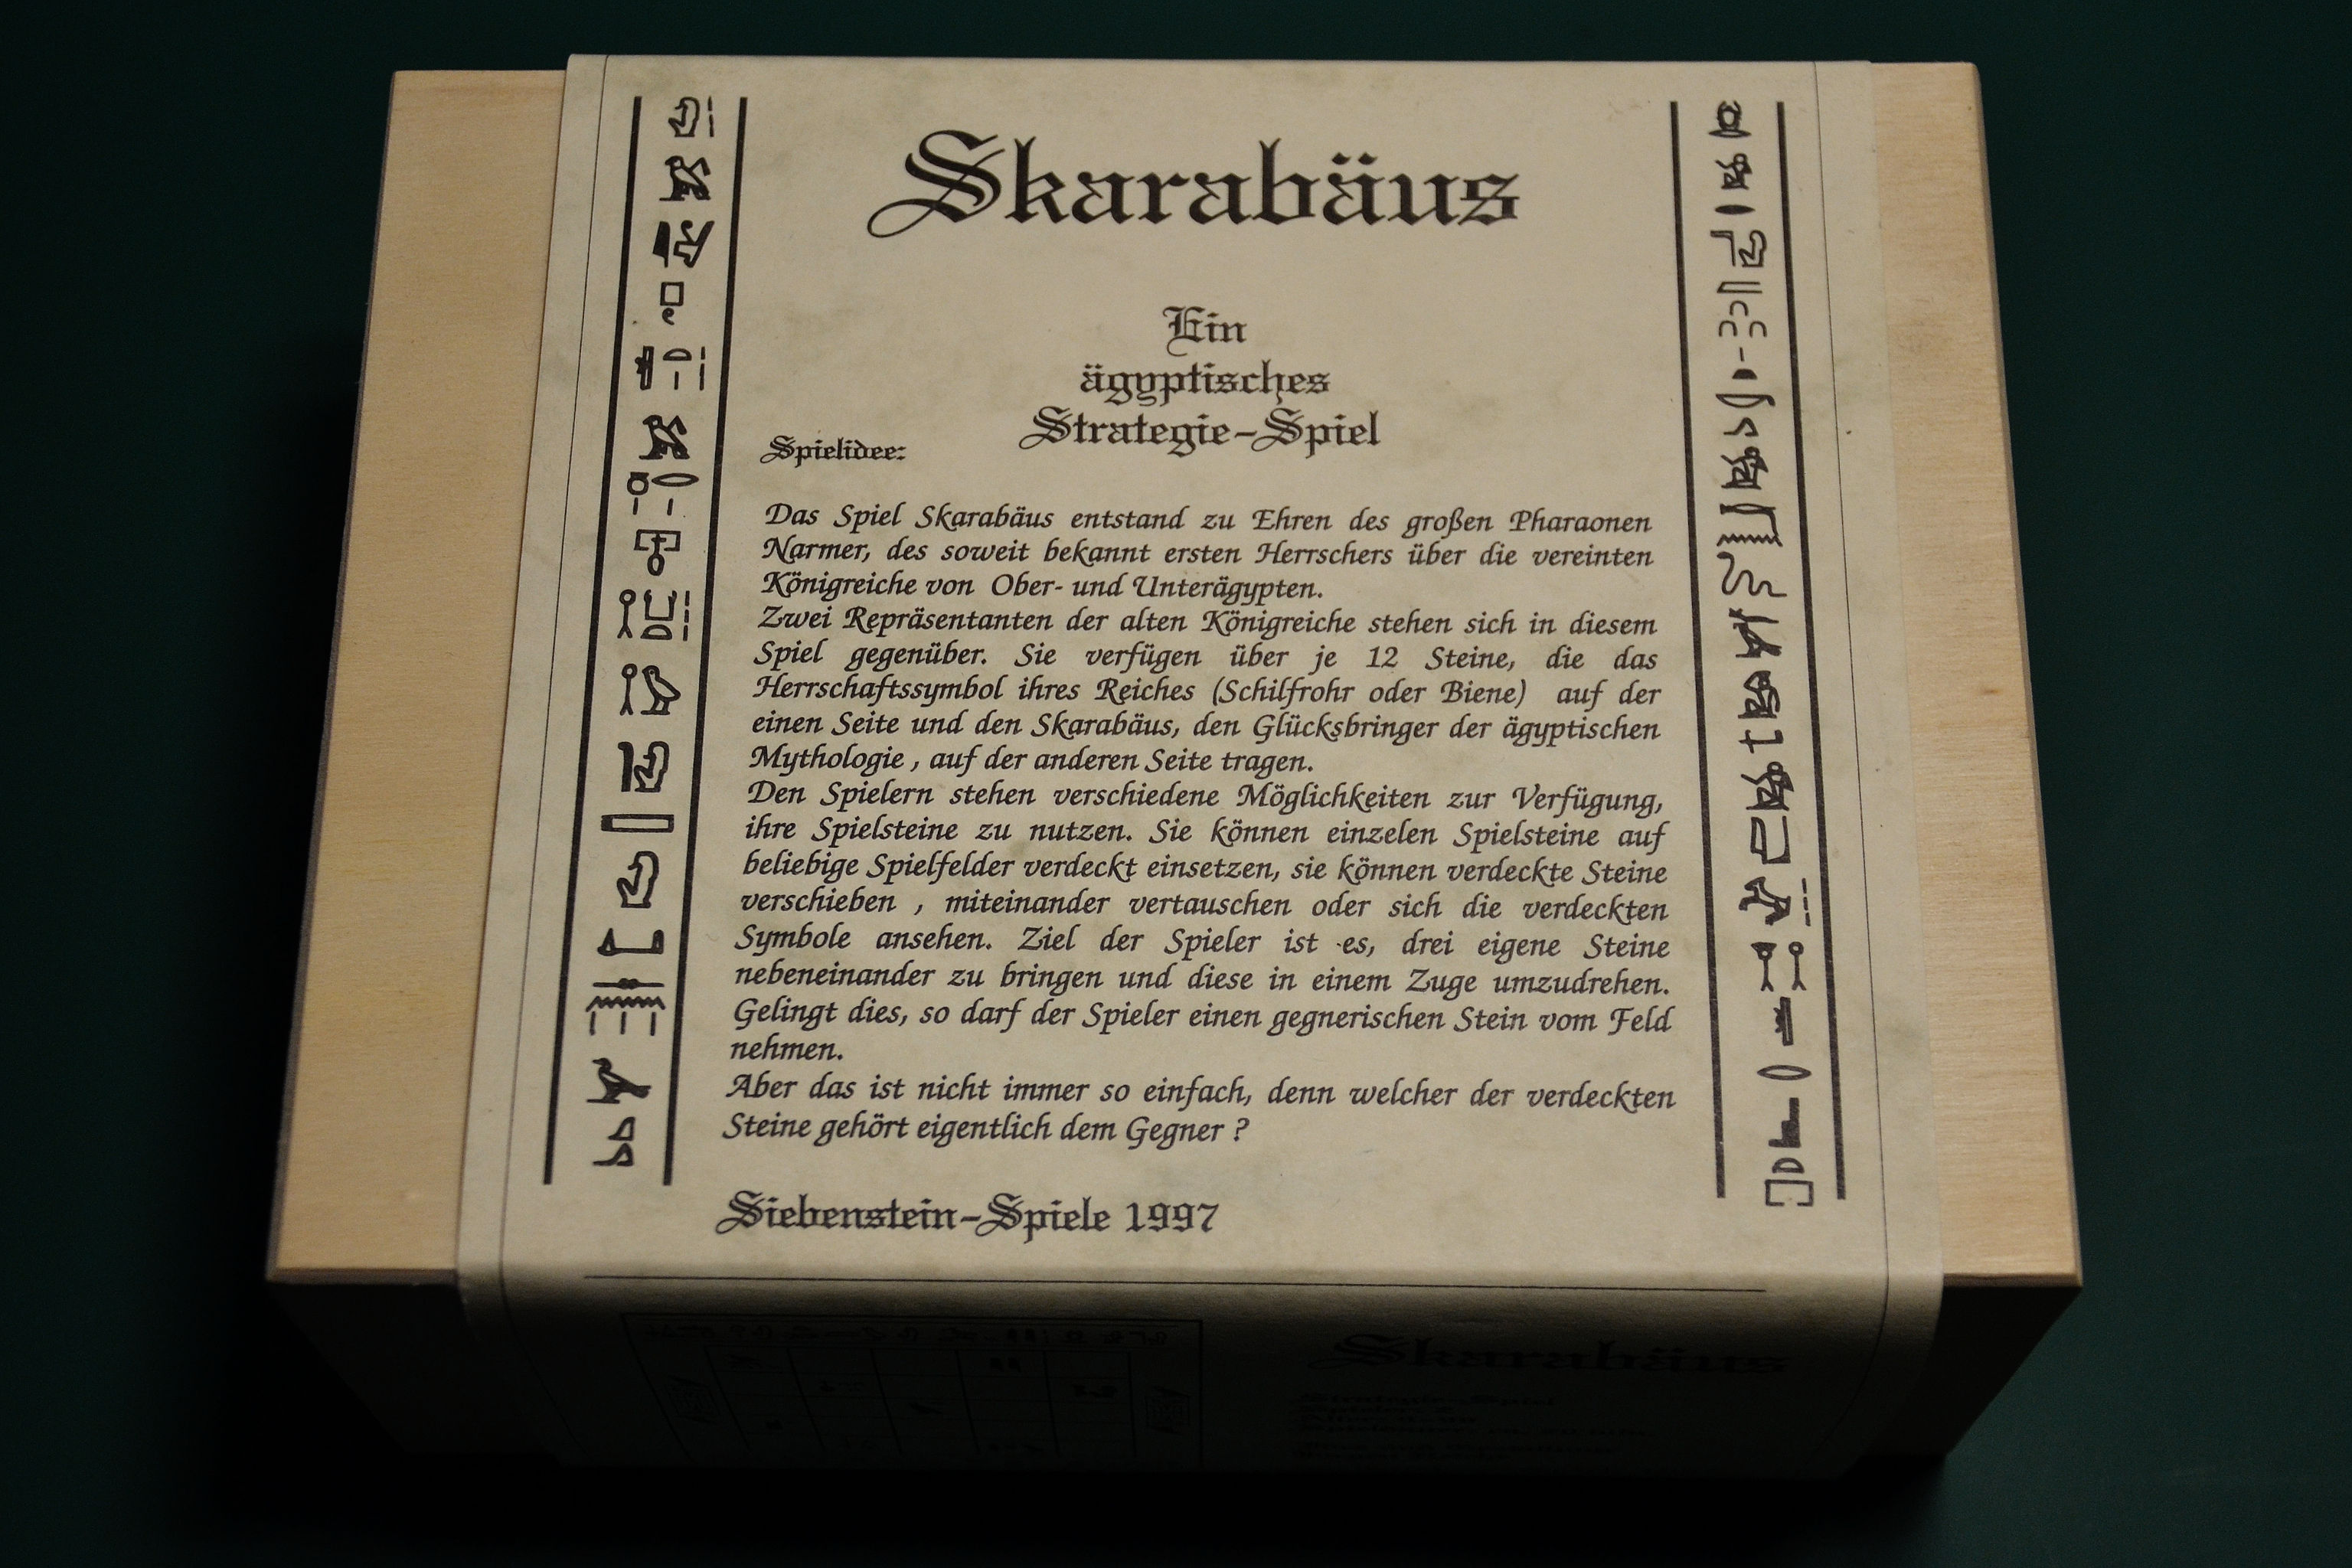 Skarabäus
Ein
ägyptisches
Strategie-Spiel
Spielidee:
Das Spiel Skarabäus entstand zu Ehren des großen Pharaonen
Narmer, des soweit bekannt ersten Herrschers über die vereinten
Königreiche von Ober- und Unterägypten.
Zwei Repräsentanten der alten Königreiche stehen sich in diesem
Spiel gegenüber. Sie verfügen über je 12 Steine, die das
Herrschaftssymbol ihres Reiches (Schilfrohr oder Biene) auf der
einen Seite und den Skarabäus, den Glücksbringer der ägyptischen
Mythologie , auf der anderen Seite tragen.
Den Spielern stehen verschiedene Möglichkeiten zur Verfügung,
ihre Spielsteine zu nutzen. Sie können einzelen Spielsteine auf
beliebige Spielfelder verdeckt einsetzen, sie können verdeckte Steine
verschieben , miteinander vertauschen oder sich die verdeckten
Symbole ansehen. Ziel der Spieler ist es, drei eigene Steine
nebeneinander zu bringen und diese in einem Zuge umzudrehen.
Gelingt dies, so darf der Spieler einen gegnerischen Stein vom Feld
nehmen.
Aber das ist nicht immer so einfach, denn welcher der verdeckten
Steine gehört eigentlich dem Gegner ?
Siebenstein-Spiele 1997
Skarabäus
Strategie-Spiel